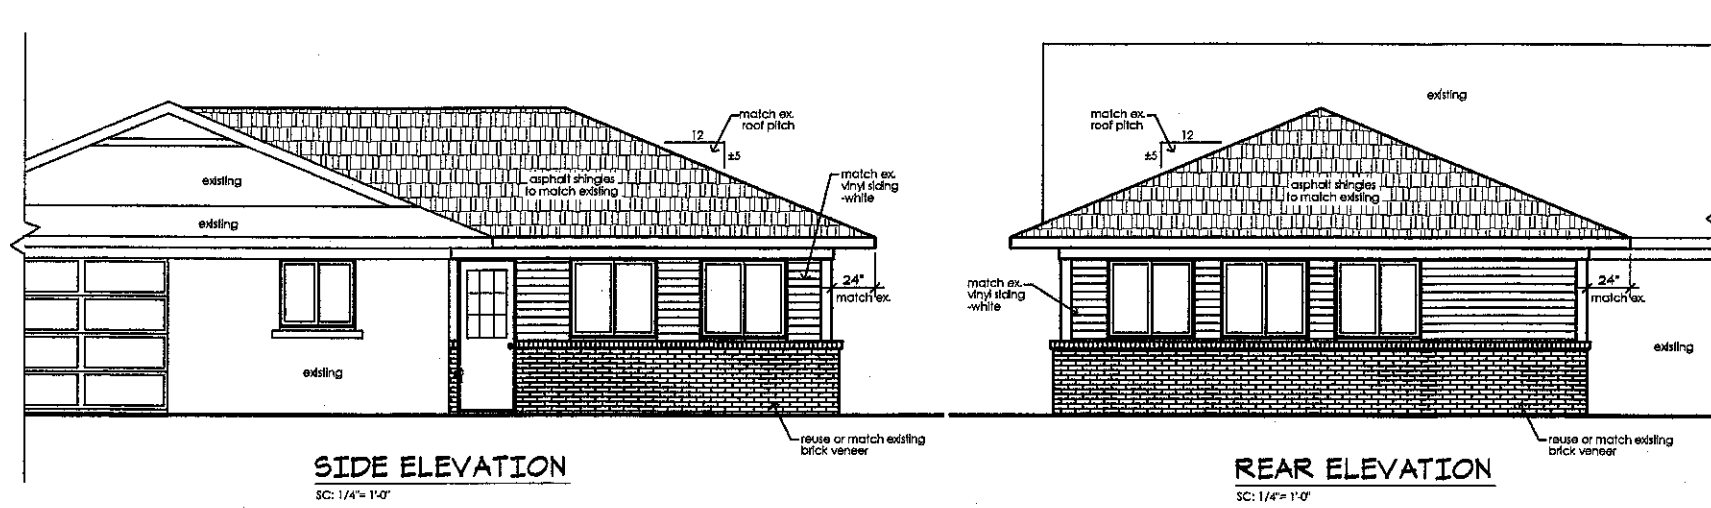 match ex.
roof pitch
12
±5
existing
asphalt shingles
to match existing
match ex.
vinyl siding
-white
existing
24"
match ex.
existing
reuse or match existing
brick veneer
SIDE ELEVATION
SC: 1/4"= 1'-0"
existing
match ex.
roof pitch
12
±5
asphalt shingles
to match existing
match ex.
vinyl siding
-white
24"
match ex.
existing
reuse or match existing
brick veneer
REAR ELEVATION
SC: 1/4"= 1'-0"